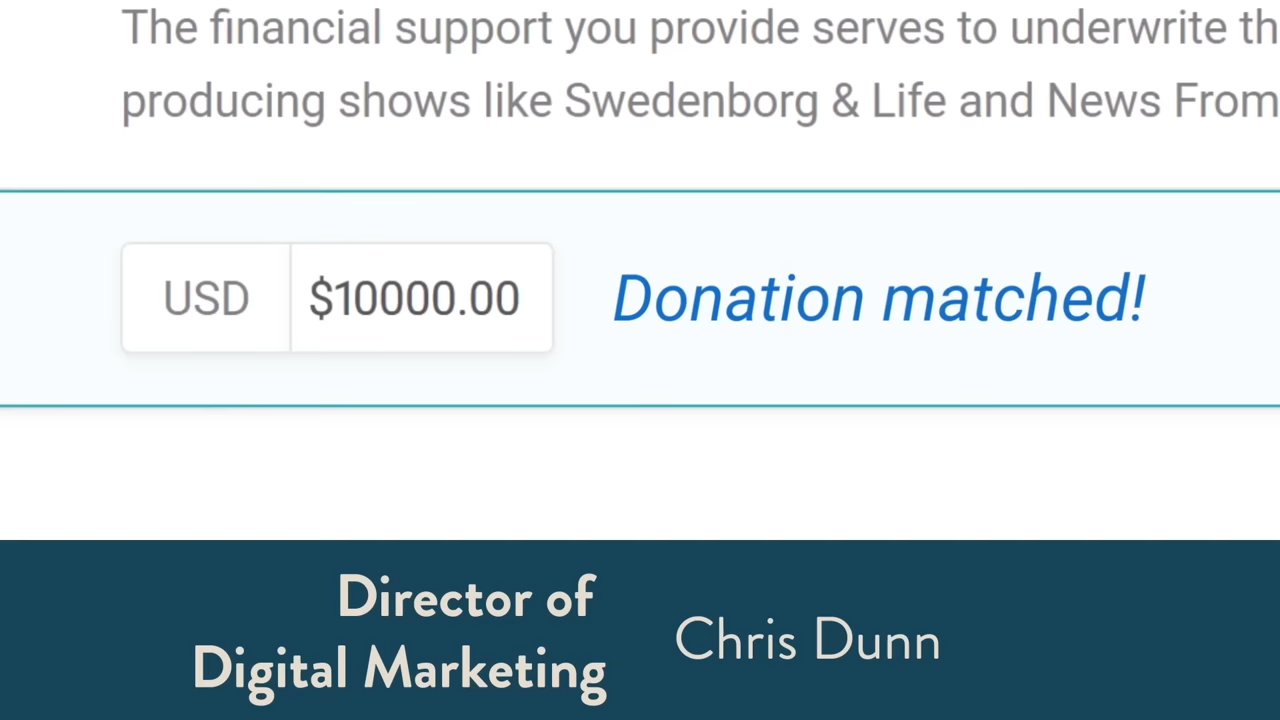 The financial support you provide serves to underwrite th
producing shows like Swedenborg & Life and News From
USD $10000.00 Donation matched!
Director of
Digital Marketing
Chris Dunn